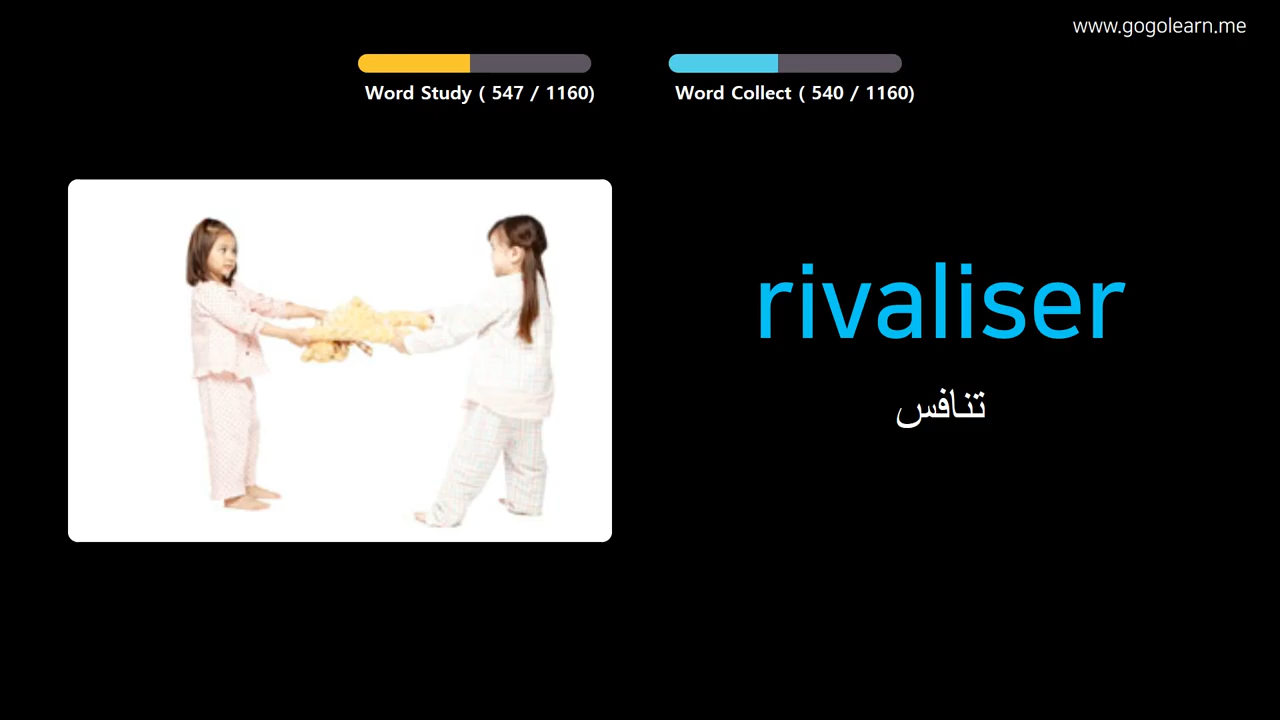 www.gogolearn.me
Word Study ( 547 / 1160)
Word Collect ( 540 / 1160)
rivaliser
تنافس